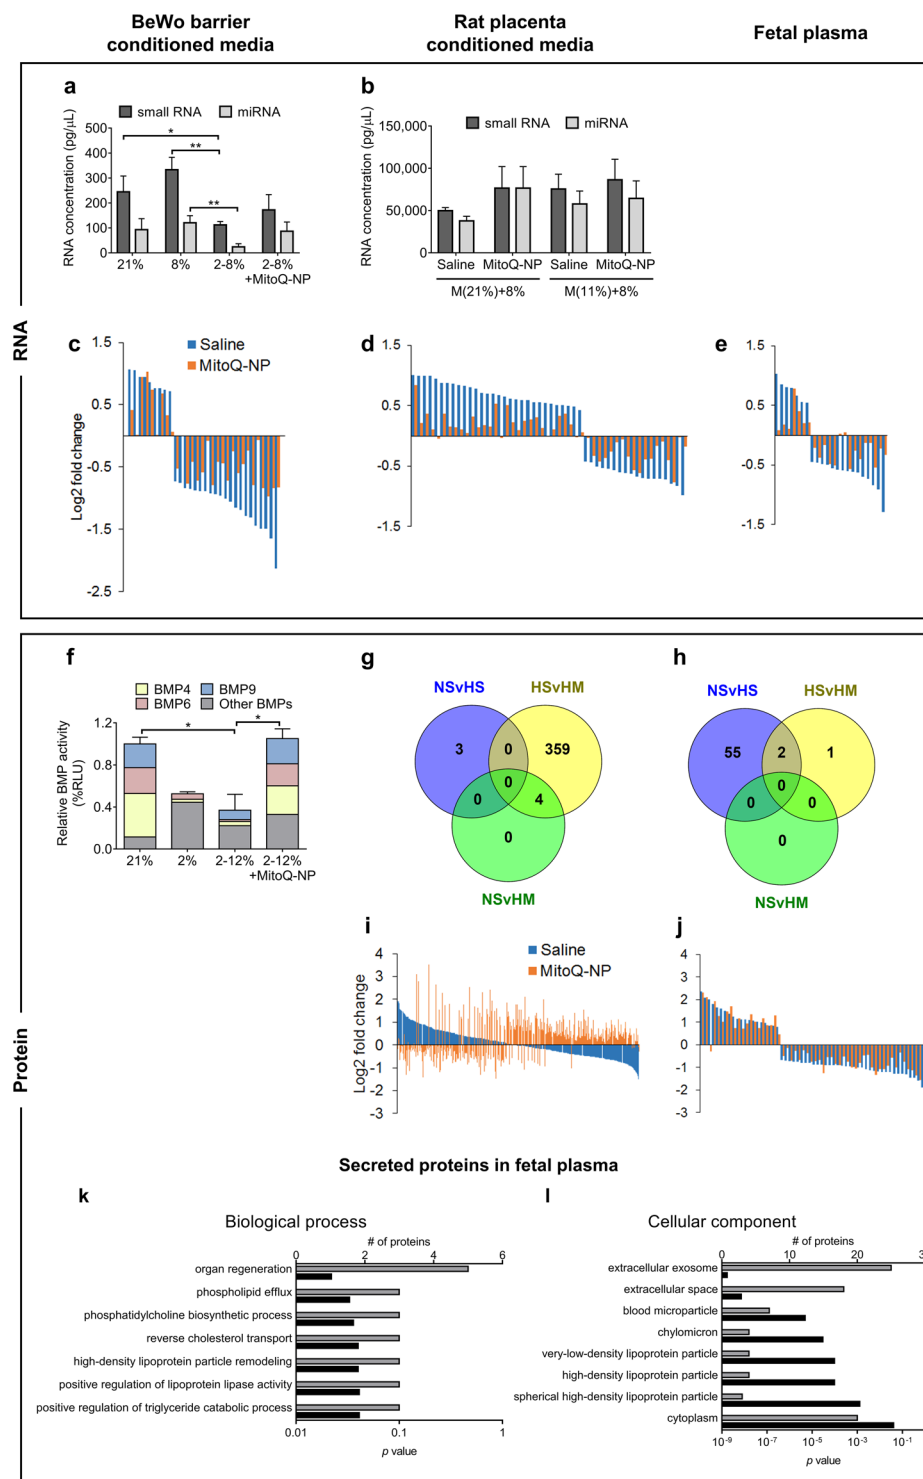 BeWo barrier
conditioned media
Rat placenta
conditioned media
Fetal plasma
RNA
a
small RNA
miRNA
RNA concentration (pg/µL)
500
400
300
200
100
0
*
**
**
21%
8%
2-8%
2-8%
+MitoQ-NP
b
small RNA
miRNA
RNA concentration (pg/µL)
150,000
100,000
50,000
0
Saline
MitoQ-NP
Saline
MitoQ-NP
M(21%)+8%
M(11%)+8%
c
Saline
MitoQ-NP
Log2 fold change
1.5
0.5
-0.5
-1.5
-2.5
d
1.5
0.5
-0.5
-1.5
e
1.5
0.5
-0.5
-1.5
Protein
f
BMP4
BMP9
BMP6
Other BMPs
Relative BMP activity
(%RLU)
1.2
0.8
0.4
0.0
*
*
21%
2%
2-12%
2-12%
+MitoQ-NP
g
NSvHS
HSvHM
3
0
359
0
0
4
0
NSvHM
h
NSvHS
HSvHM
55
2
1
0
0
0
0
NSvHM
i
Saline
MitoQ-NP
Log2 fold change
4
3
2
1
0
-1
-2
-3
j
4
3
2
1
0
-1
-2
-3
Secreted proteins in fetal plasma
k
Biological process
# of proteins
0
2
4
6
organ regeneration
phospholipid efflux
phosphatidylcholine biosynthetic process
reverse cholesterol transport
high-density lipoprotein particle remodeling
positive regulation of lipoprotein lipase activity
positive regulation of triglyceride catabolic process
0.01
0.1
1
p value
l
Cellular component
# of proteins
0
10
20
extracellular exosome
extracellular space
blood microparticle
chylomicron
very-low-density lipoprotein particle
high-density lipoprotein particle
spherical high-density lipoprotein particle
cytoplasm
10⁻⁹
10⁻⁷
10⁻⁵
10⁻³
10⁻¹
p value